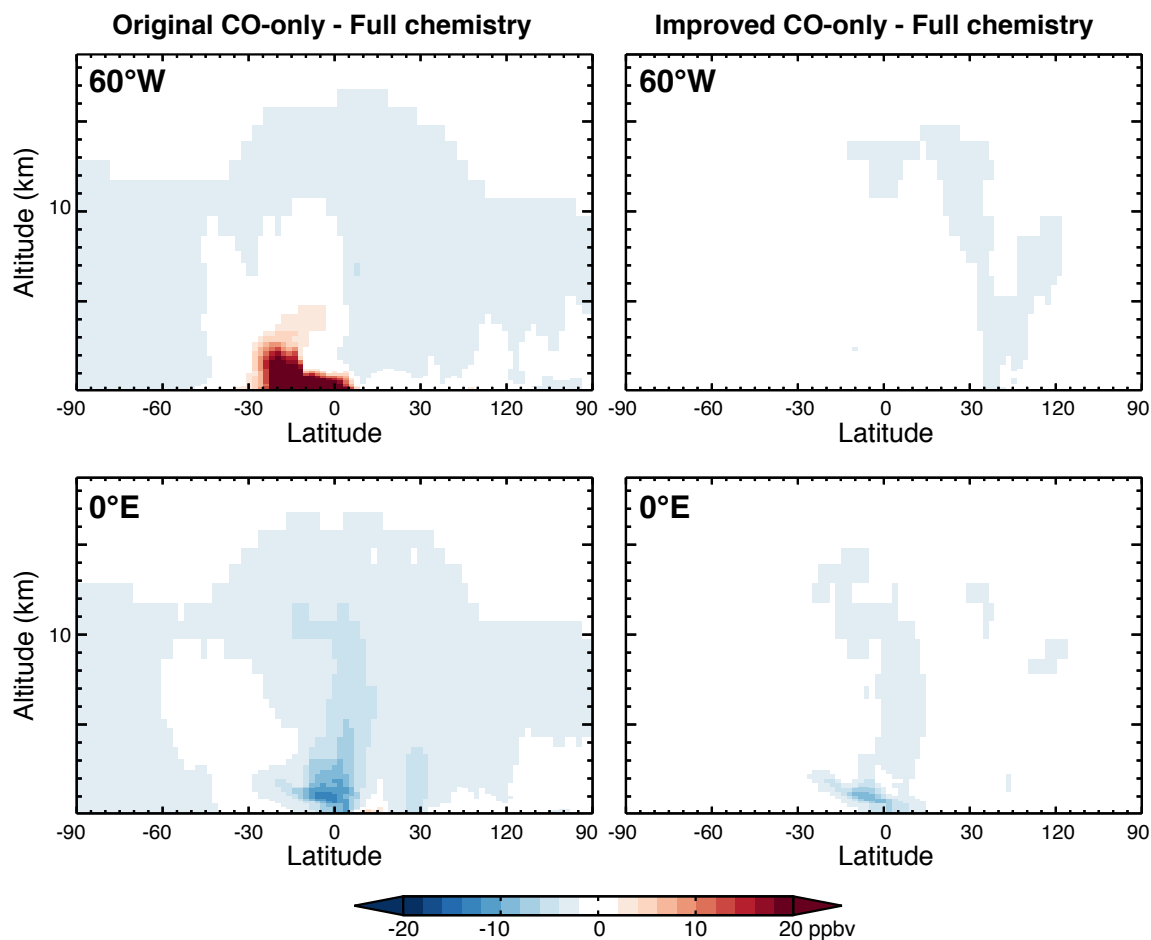 Original CO-only - Full chemistry
Improved CO-only - Full chemistry
60°W
60°W
Altitude (km)
10
-90 -60 -30 0 30 120 90
-90 -60 -30 0 30 120 90
Latitude
Latitude
0°E
0°E
Altitude (km)
10
-90 -60 -30 0 30 120 90
-90 -60 -30 0 30 120 90
Latitude
Latitude
-20 -10 0 10 20 ppbv